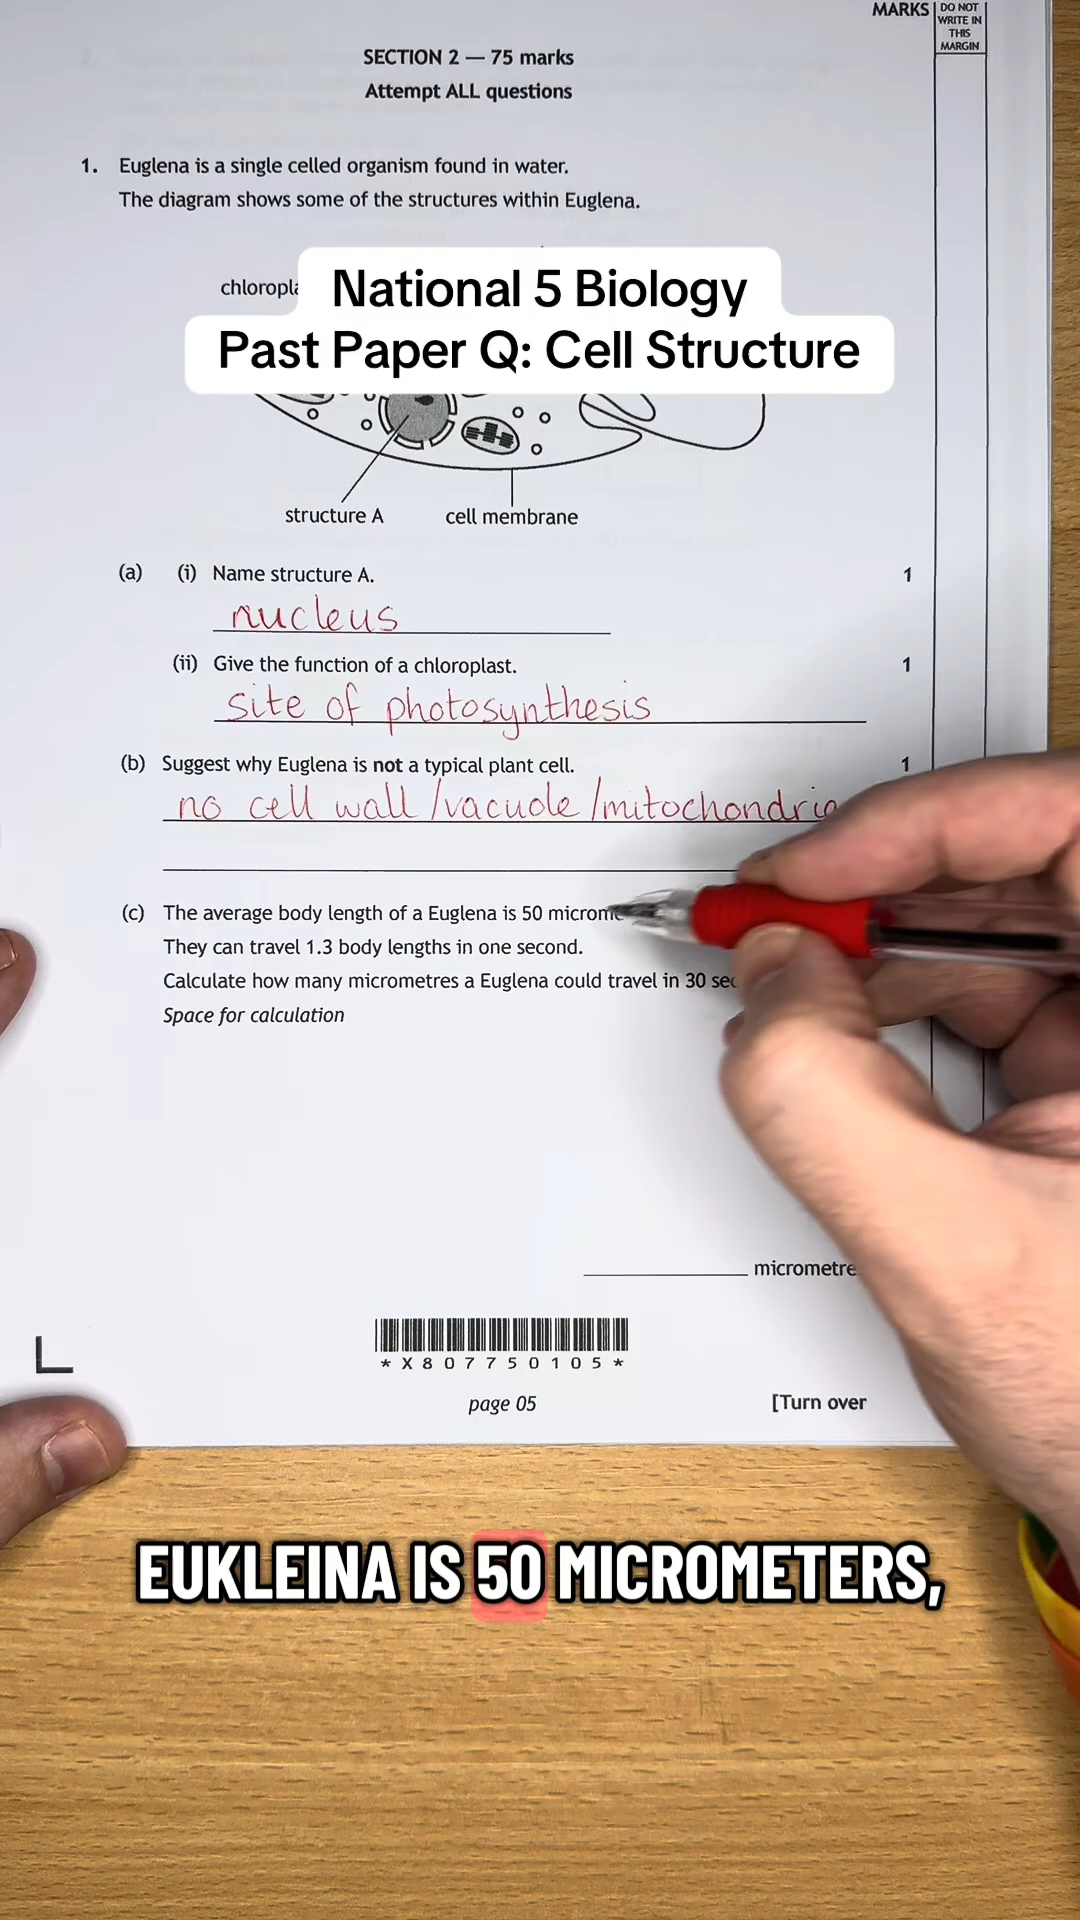 MARKS
DO NOT
WRITE IN
THIS
MARGIN
SECTION 2 — 75 marks
Attempt ALL questions
1. Euglena is a single celled organism found in water.
The diagram shows some of the structures within Euglena.
National 5 Biology
Past Paper Q: Cell Structure
structure A
cell membrane
(a) (i) Name structure A. 1
nucleus
(ii) Give the function of a chloroplast. 1
site of photosynthesis
(b) Suggest why Euglena is not a typical plant cell. 1
no cell wall /vacuole /mitochondria
(c) The average body length of a Euglena is 50
They can travel 1.3 body lengths in one second.
Calculate how many micrometres a Euglena could travel in 30
Space for calculation
micrometre
* X 8 0 7 7 5 0 1 0 5 *
page 05
[Turn over
EUKLEINA IS 50 MICROMETERS,